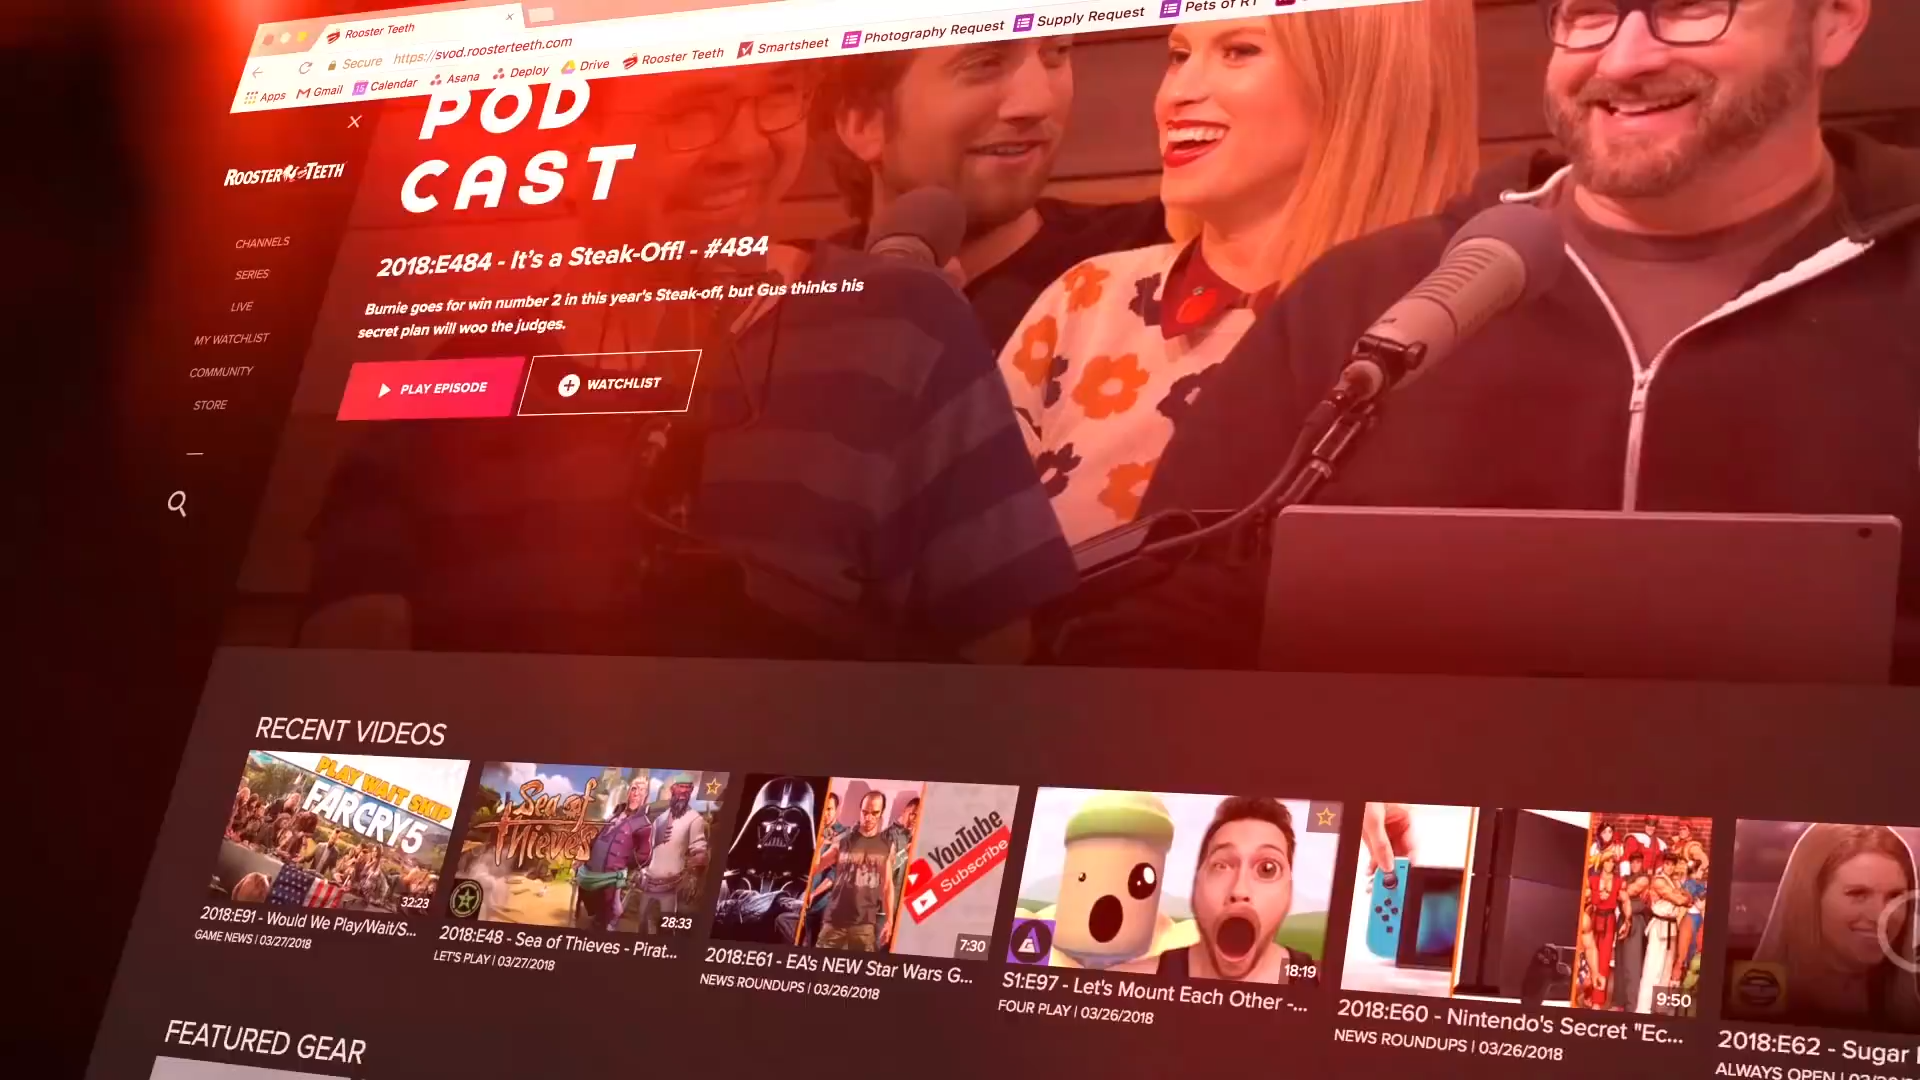 Rooster Teeth
Secure https://svod.roosterteeth.com
Apps Gmail Calendar Asana Deploy Drive Rooster Teeth Smartsheet Photography Request Supply Request Pets of RT
POD
CAST
ROOSTER TEETH
CHANNELS
SERIES
LIVE
MY WATCHLIST
COMMUNITY
STORE
2018:E484 - It's a Steak-Off! - #484
Burnie goes for win number 2 in this year's Steak-off, but Gus thinks his
secret plan will woo the judges.
PLAY EPISODE
WATCHLIST
RECENT VIDEOS
PLAY WAIT SKIP
FARCRY5
32:23
2018:E91 - Would We Play/Wait/S...
GAME NEWS | 03/27/2018
Sea of
Thieves
28:33
2018:E48 - Sea of Thieves - Pirat...
LET'S PLAY | 03/27/2018
YouTube
Subscribe
7:30
2018:E61 - EA's NEW Star Wars G...
NEWS ROUNDUPS | 03/26/2018
18:19
S1:E97 - Let's Mount Each Other -...
FOUR PLAY | 03/26/2018
9:50
2018:E60 - Nintendo's Secret "Ec...
NEWS ROUNDUPS | 03/26/2018
2018:E62 - Sugar
ALWAYS OPEN |
FEATURED GEAR